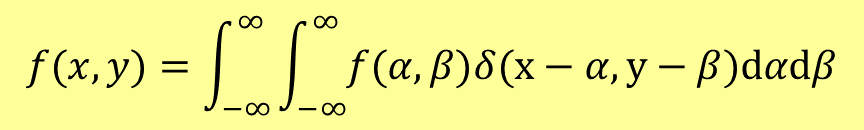 f(x, y) = ∫_{-∞}^{∞} ∫_{-∞}^{∞} f(α, β)δ(x − α, y − β)dαdβ